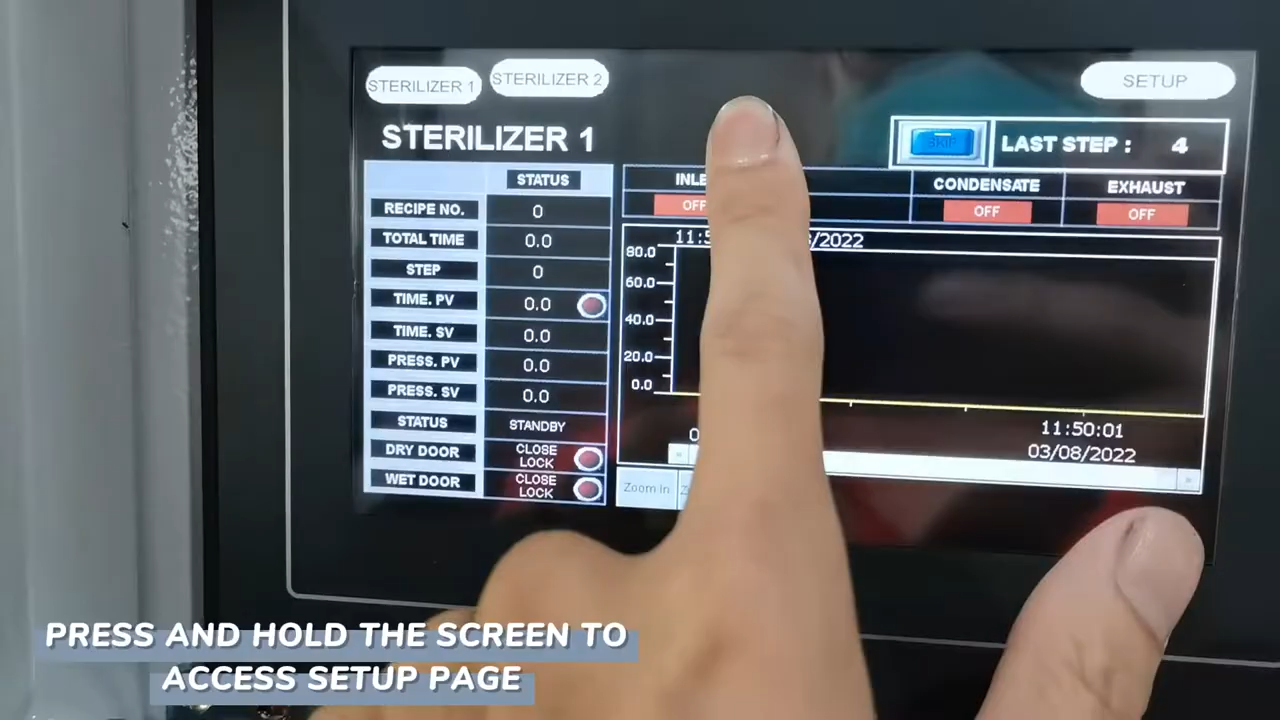 STERILIZER 1
STERILIZER 2
SETUP
STERILIZER 1
SKIP
LAST STEP : 4
STATUS
RECIPE NO. 0
TOTAL TIME 0.0
STEP 0
TIME. PV 0.0
TIME. SV 0.0
PRESS. PV 0.0
PRESS. SV 0.0
STATUS STANDBY
DRY DOOR CLOSE
LOCK
WET DOOR CLOSE
LOCK
CONDENSATE EXHAUST
OFF OFF OFF
/2022
80.0
60.0
40.0
20.0
0.0
11:50:01
03/08/2022
Zoom In
PRESS AND HOLD THE SCREEN TO
ACCESS SETUP PAGE